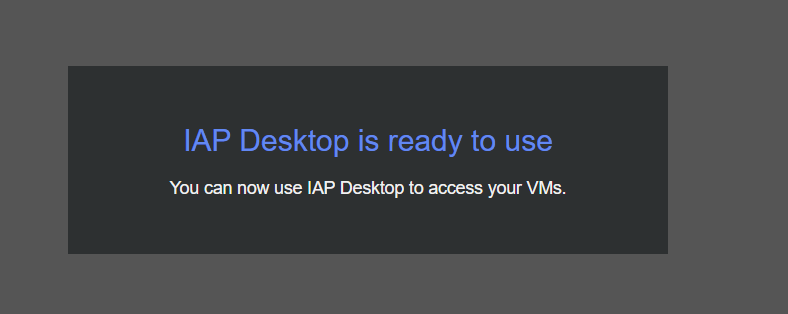 IAP Desktop is ready to use
You can now use IAP Desktop to access your VMs.